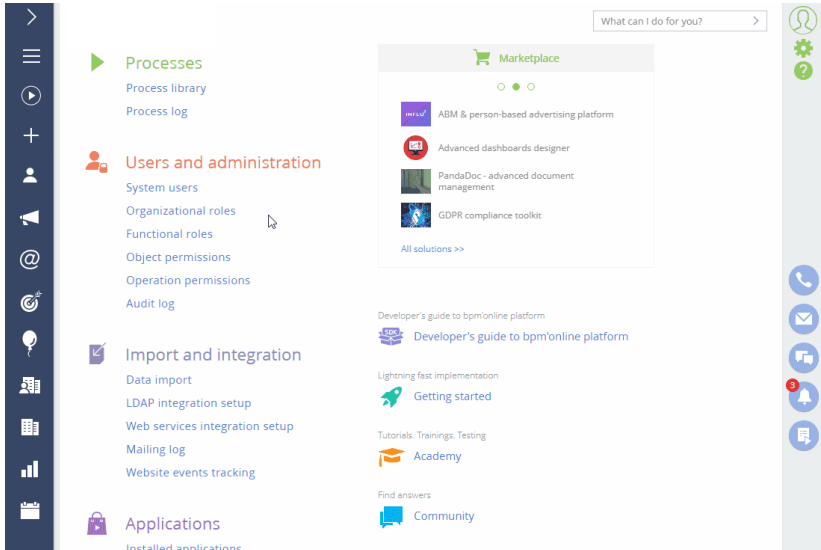 What can I do for you?
Processes
Process library
Process log
Users and administration
System users
Organizational roles
Functional roles
Object permissions
Operation permissions
Audit log
Import and integration
Data import
LDAP integration setup
Web services integration setup
Mailing log
Website events tracking
Applications
Installed applications
Marketplace
INFLU
ABM & person-based advertising platform
Advanced dashboards designer
PandaDoc - advanced document
management
GDPR compliance toolkit
All solutions >>
Developer's guide to bpm'online platform
SDK
Developer's guide to bpm'online platform
Lightning fast implementation
Getting started
Tutorials. Trainings. Testing
Academy
Find answers
Community
3